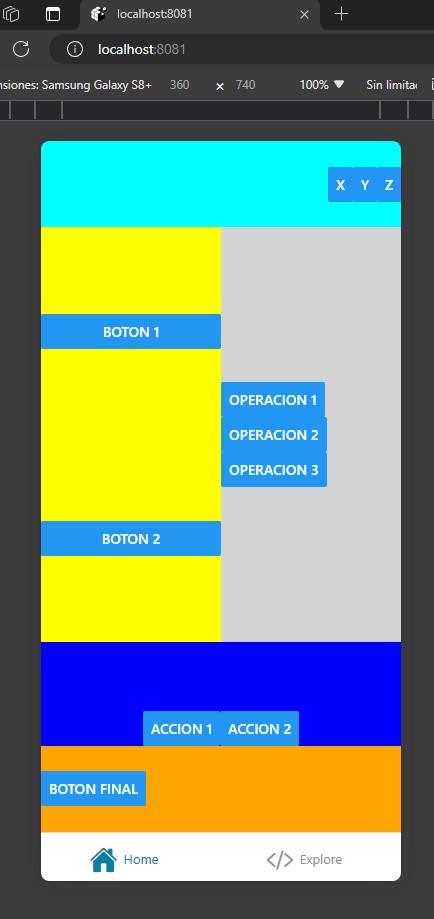 localhost:8081
localhost:8081
nsiones: Samsung Galaxy S8+ 360 × 740 100% Sin limitac
X Y Z
BOTON 1
OPERACION 1
OPERACION 2
OPERACION 3
BOTON 2
ACCION 1 ACCION 2
BOTON FINAL
Home Explore